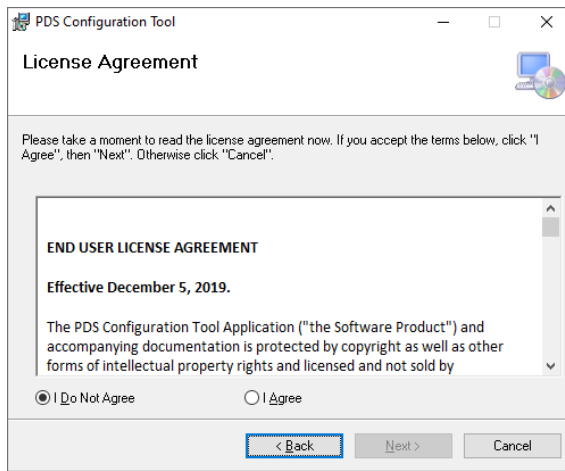 PDS Configuration Tool
License Agreement
Please take a moment to read the license agreement now. If you accept the terms below, click "I
Agree", then "Next". Otherwise click "Cancel".
END USER LICENSE AGREEMENT
Effective December 5, 2019.
The PDS Configuration Tool Application ("the Software Product") and
accompanying documentation is protected by copyright as well as other
forms of intellectual property rights and licensed and not sold by
I Do Not Agree
I Agree
< Back
Next >
Cancel